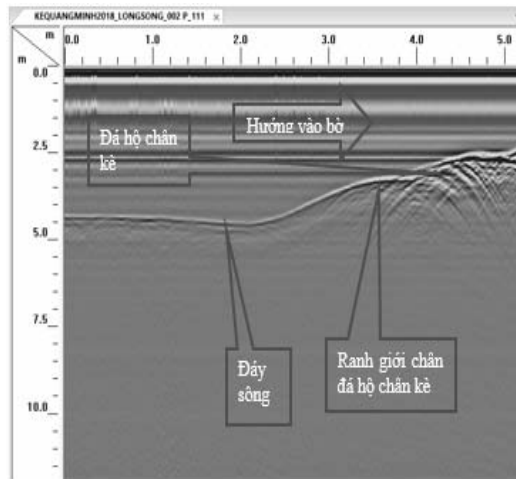 KEQUANGMINH2018_LONGSONG_002 P_111 x
m
0.0 1.0 2.0 3.0 4.0 5.0
m
0.0
2.5
5.0
7.5
10.0
Đá hộ chân
kè
Hướng vào bờ
Đáy
sông
Ranh giới chân
đá hộ chân kè